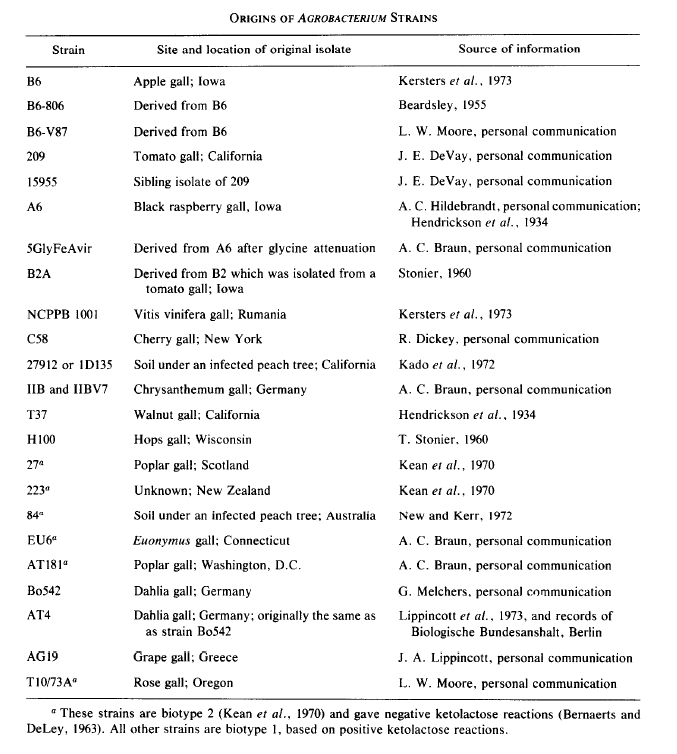 ORIGINS OF AGROBACTERIUM STRAINS
Strain Site and location of original isolate Source of information
B6 Apple gall; Iowa Kersters et al., 1973
B6-806 Derived from B6 Beardsley, 1955
B6-V87 Derived from B6 L. W. Moore, personal communication
209 Tomato gall; California J. E. DeVay, personal communication
15955 Sibling isolate of 209 J. E. DeVay, personal communication
A6 Black raspberry gall, Iowa A. C. Hildebrandt, personal communication;
Hendrickson et al., 1934
5GlyFeAvir Derived from A6 after glycine attenuation A. C. Braun, personal communication
B2A Derived from B2 which was isolated from a Stonier, 1960
tomato gall; Iowa
NCPPB 1001 Vitis vinifera gall; Rumania Kersters et al., 1973
C58 Cherry gall; New York R. Dickey, personal communication
27912 or 1D135 Soil under an infected peach tree; California Kado et al., 1972
IIB and IIBV7 Chrysanthemum gall; Germany A. C. Braun, personal communication
T37 Walnut gall; California Hendrickson et al., 1934
H100 Hops gall; Wisconsin T. Stonier, 1960
27a Poplar gall; Scotland Kean et al., 1970
223a Unknown; New Zealand Kean et al., 1970
84a Soil under an infected peach tree; Australia New and Kerr, 1972
EU6a Euonymus gall; Connecticut A. C. Braun, personal communication
AT181a Poplar gall; Washington, D.C. A. C. Braun, personal communication
Bo542 Dahlia gall; Germany G. Melchers, personal communication
AT4 Dahlia gall; Germany; originally the same as Lippincott et al., 1973, and records of
as strain Bo542 Biologische Bundesanshalt, Berlin
AG19 Grape gall; Greece J. A. Lippincott, personal communication
T10/73Aa Rose gall; Oregon L. W. Moore, personal communication
a These strains are biotype 2 (Kean et al., 1970) and gave negative ketolactose reactions (Bernaerts and
DeLey, 1963). All other strains are biotype 1, based on positive ketolactose reactions.